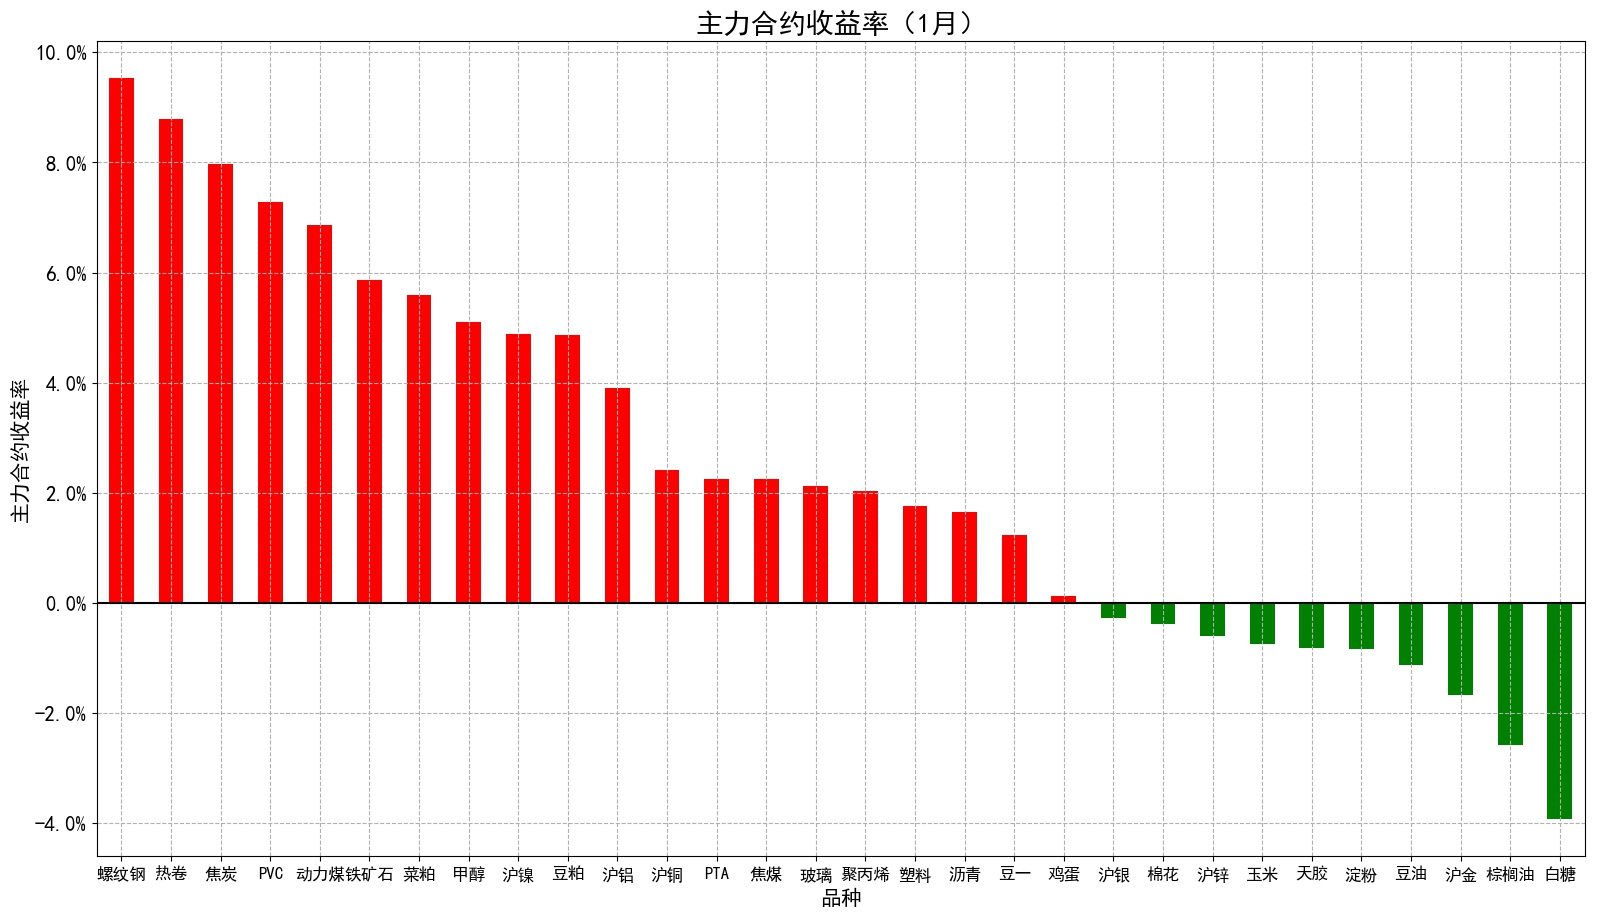 主力合约收益率（1月）
10.0%
8.0%
6.0%
4.0%
2.0%
0.0%
−2.0%
−4.0%
主力合约收益率
螺纹钢 热卷 焦炭 PVC 动力煤 铁矿石 菜粕 甲醇 沪镍 豆粕 沪铝 沪铜 PTA 焦煤 玻璃 聚丙烯 塑料 沥青 豆一 鸡蛋 沪银 棉花 沪锌 玉米 天胶 淀粉 豆油 沪金 棕榈油 白糖
品种